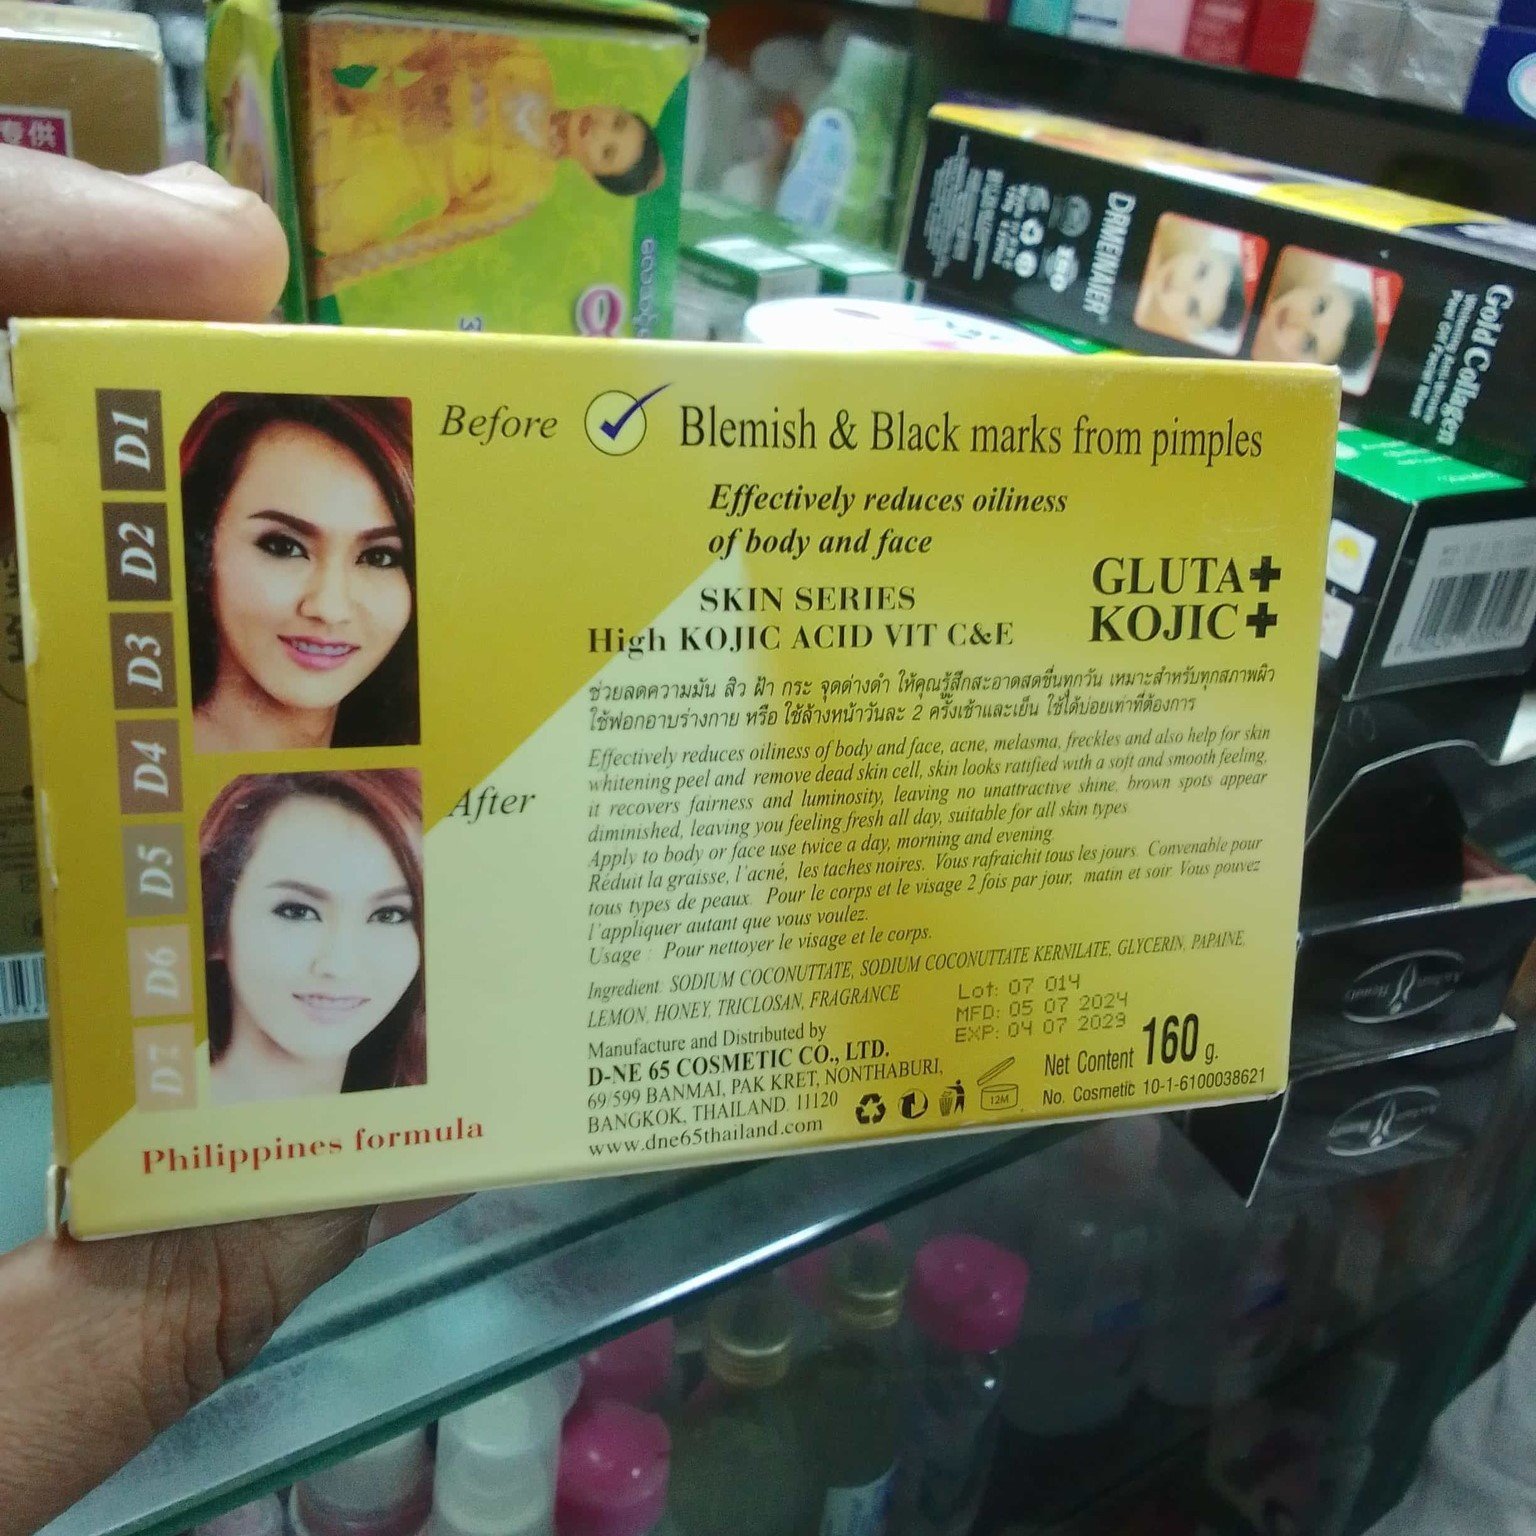 D1
D2
D3
D4
D5
D6
D7
Before
After
Philippines formula
Blemish & Black marks from pimples
Effectively reduces oiliness
of body and face
SKIN SERIES
High KOJIC ACID VIT C&E
GLUTA+
KOJIC+
ช่วยลดความมัน สิว ฝ้า กระ จุดด่างดำ ให้คุณรู้สึกสะอาดสดชื่นทุกวัน เหมาะสำหรับทุกสภาพผิว
ใช้ฟอกอาบร่างกาย หรือ ใช้ล้างหน้าวันละ 2 ครั้งเช้าและเย็น ใช้ได้บ่อยเท่าที่ต้องการ
Effectively reduces oiliness of body and face, acne, melasma, freckles and also help for skin
whitening peel and remove dead skin cell, skin looks ratified with a soft and smooth feeling,
it recovers fairness and luminosity, leaving no unattractive shine, brown spots appear
diminished, leaving you feeling fresh all day, suitable for all skin types
Apply to body or face use twice a day, morning and evening
Réduit la graisse, l'acné, les taches noires. Vous rafraichit tous les jours. Convenable pour
tous types de peaux. Pour le corps et le visage 2 fois par jour, matin et soir. Vous pouvez
l'appliquer autant que vous voulez.
Usage : Pour nettoyer le visage et le corps.
Ingredient. SODIUM COCONUTTATE, SODIUM COCONUTTATE KERNILATE, GLYCERIN, PAPAINE,
LEMON, HONEY, TRICLOSAN, FRAGRANCE
Lot: 07 014
MFD: 05 07 2024
EXP: 04 07 2029
Manufacture and Distributed by
D-NE 65 COSMETIC CO., LTD.
69/599 BANMAI, PAK KRET, NONTHABURI,
BANGKOK, THAILAND. 11120
www.dne65thailand.com
12M
Net Content 160 g.
No. Cosmetic 10-1-6100038621
DR.MEINAIER
ISO
Gold Collagen
Peel Off Facial Mask
专供